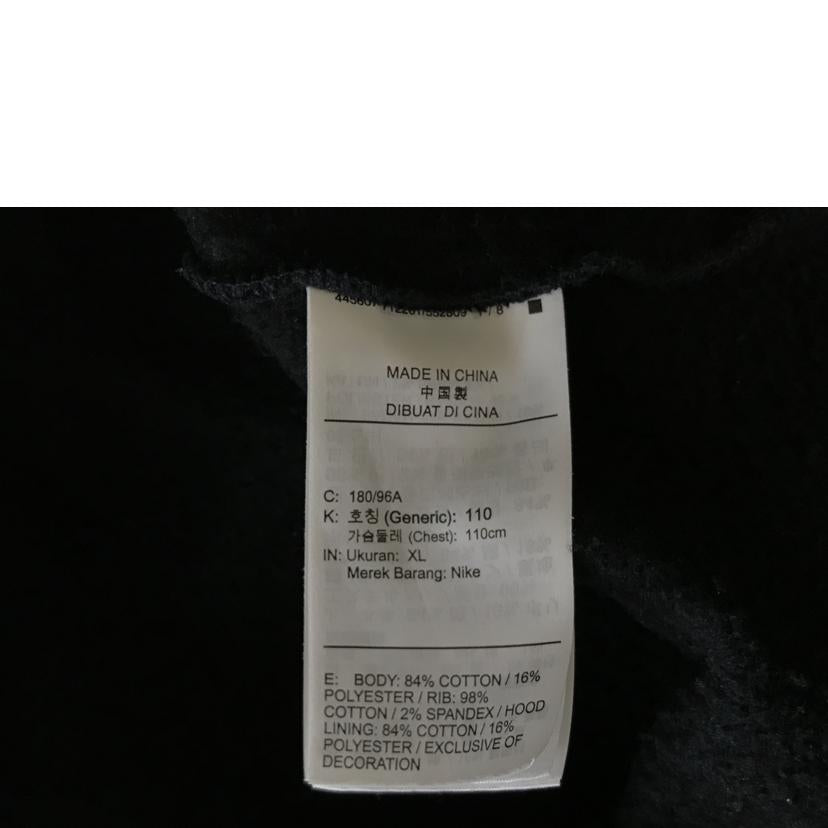 MADE IN CHINA
中国製
DIBUAT DI CINA
C: 180/96A
K: 호칭 (Generic): 110
가슴둘레 (Chest): 110cm
IN: Ukuran: XL
Merek Barang: Nike
E: BODY: 84% COTTON / 16%
POLYESTER / RIB: 98%
COTTON / 2% SPANDEX / HOOD
LINING: 84% COTTON / 16%
POLYESTER / EXCLUSIVE OF
DECORATION